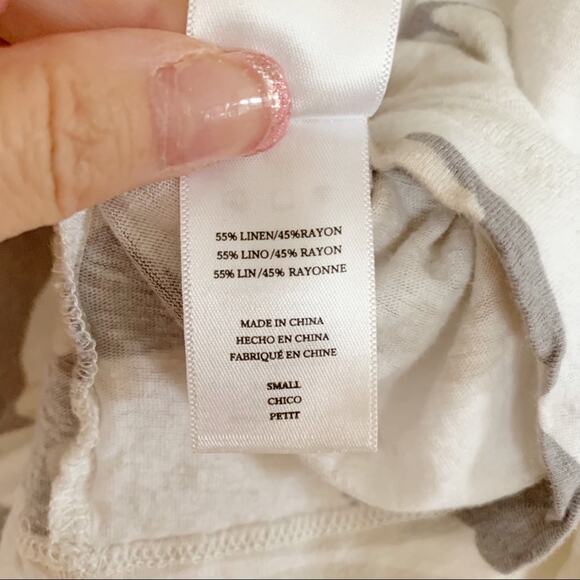 55% LINEN/45%RAYON
55% LINO/45% RAYON
55% LIN/45% RAYONNE
MADE IN CHINA
HECHO EN CHINA
FABRIQUÉ EN CHINE
SMALL
CHICO
PETIT